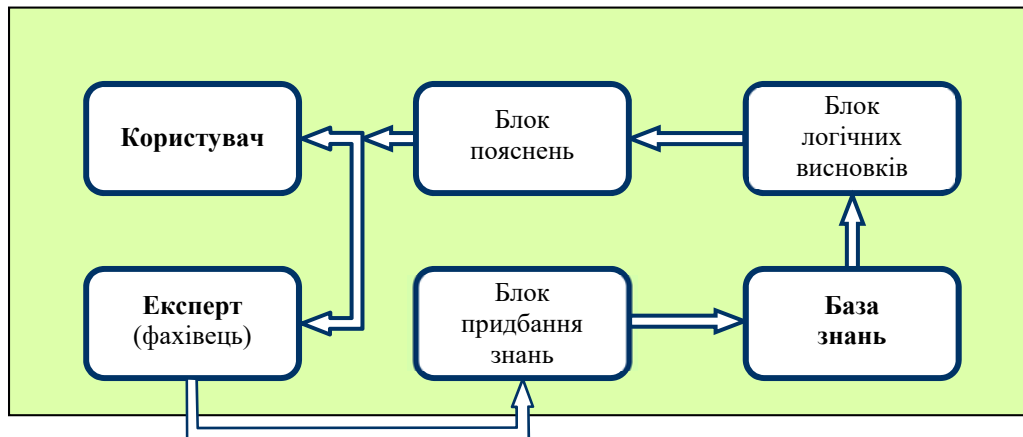 Користувач
Блок
пояснень
Блок
логічних
висновків
Експерт
(фахівець)
Блок
придбання
знань
База
знань